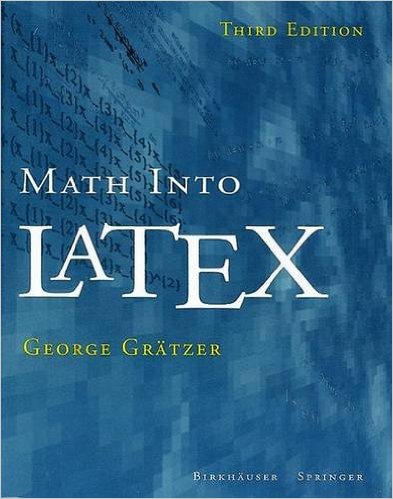 THIRD EDITION
MATH INTO
LATEX
GEORGE GRÄTZER
BIRKHÄUSER SPRINGER